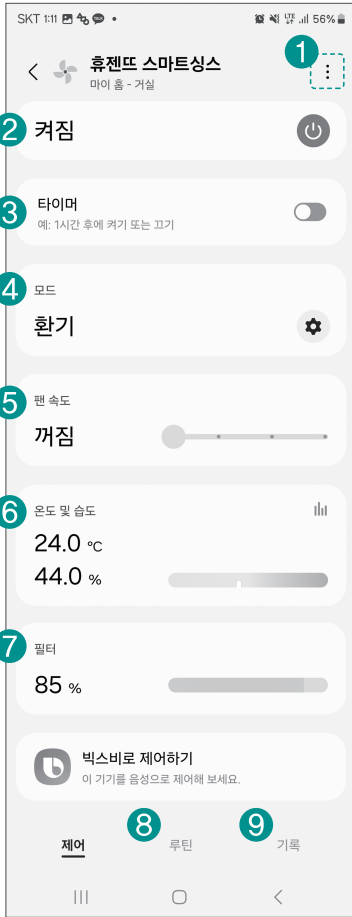 SKT 1:11
LTE 56%
휴젠뜨 스마트싱스
마이 홈 - 거실
1
2
켜짐
3
타이머
예: 1시간 후에 켜기 또는 끄기
4
모드
환기
5
팬 속도
꺼짐
6
온도 및 습도
24.0 °C
44.0 %
7
필터
85 %
빅스비로 제어하기
이 기기를 음성으로 제어해 보세요.
8
9
제어 루틴 기록